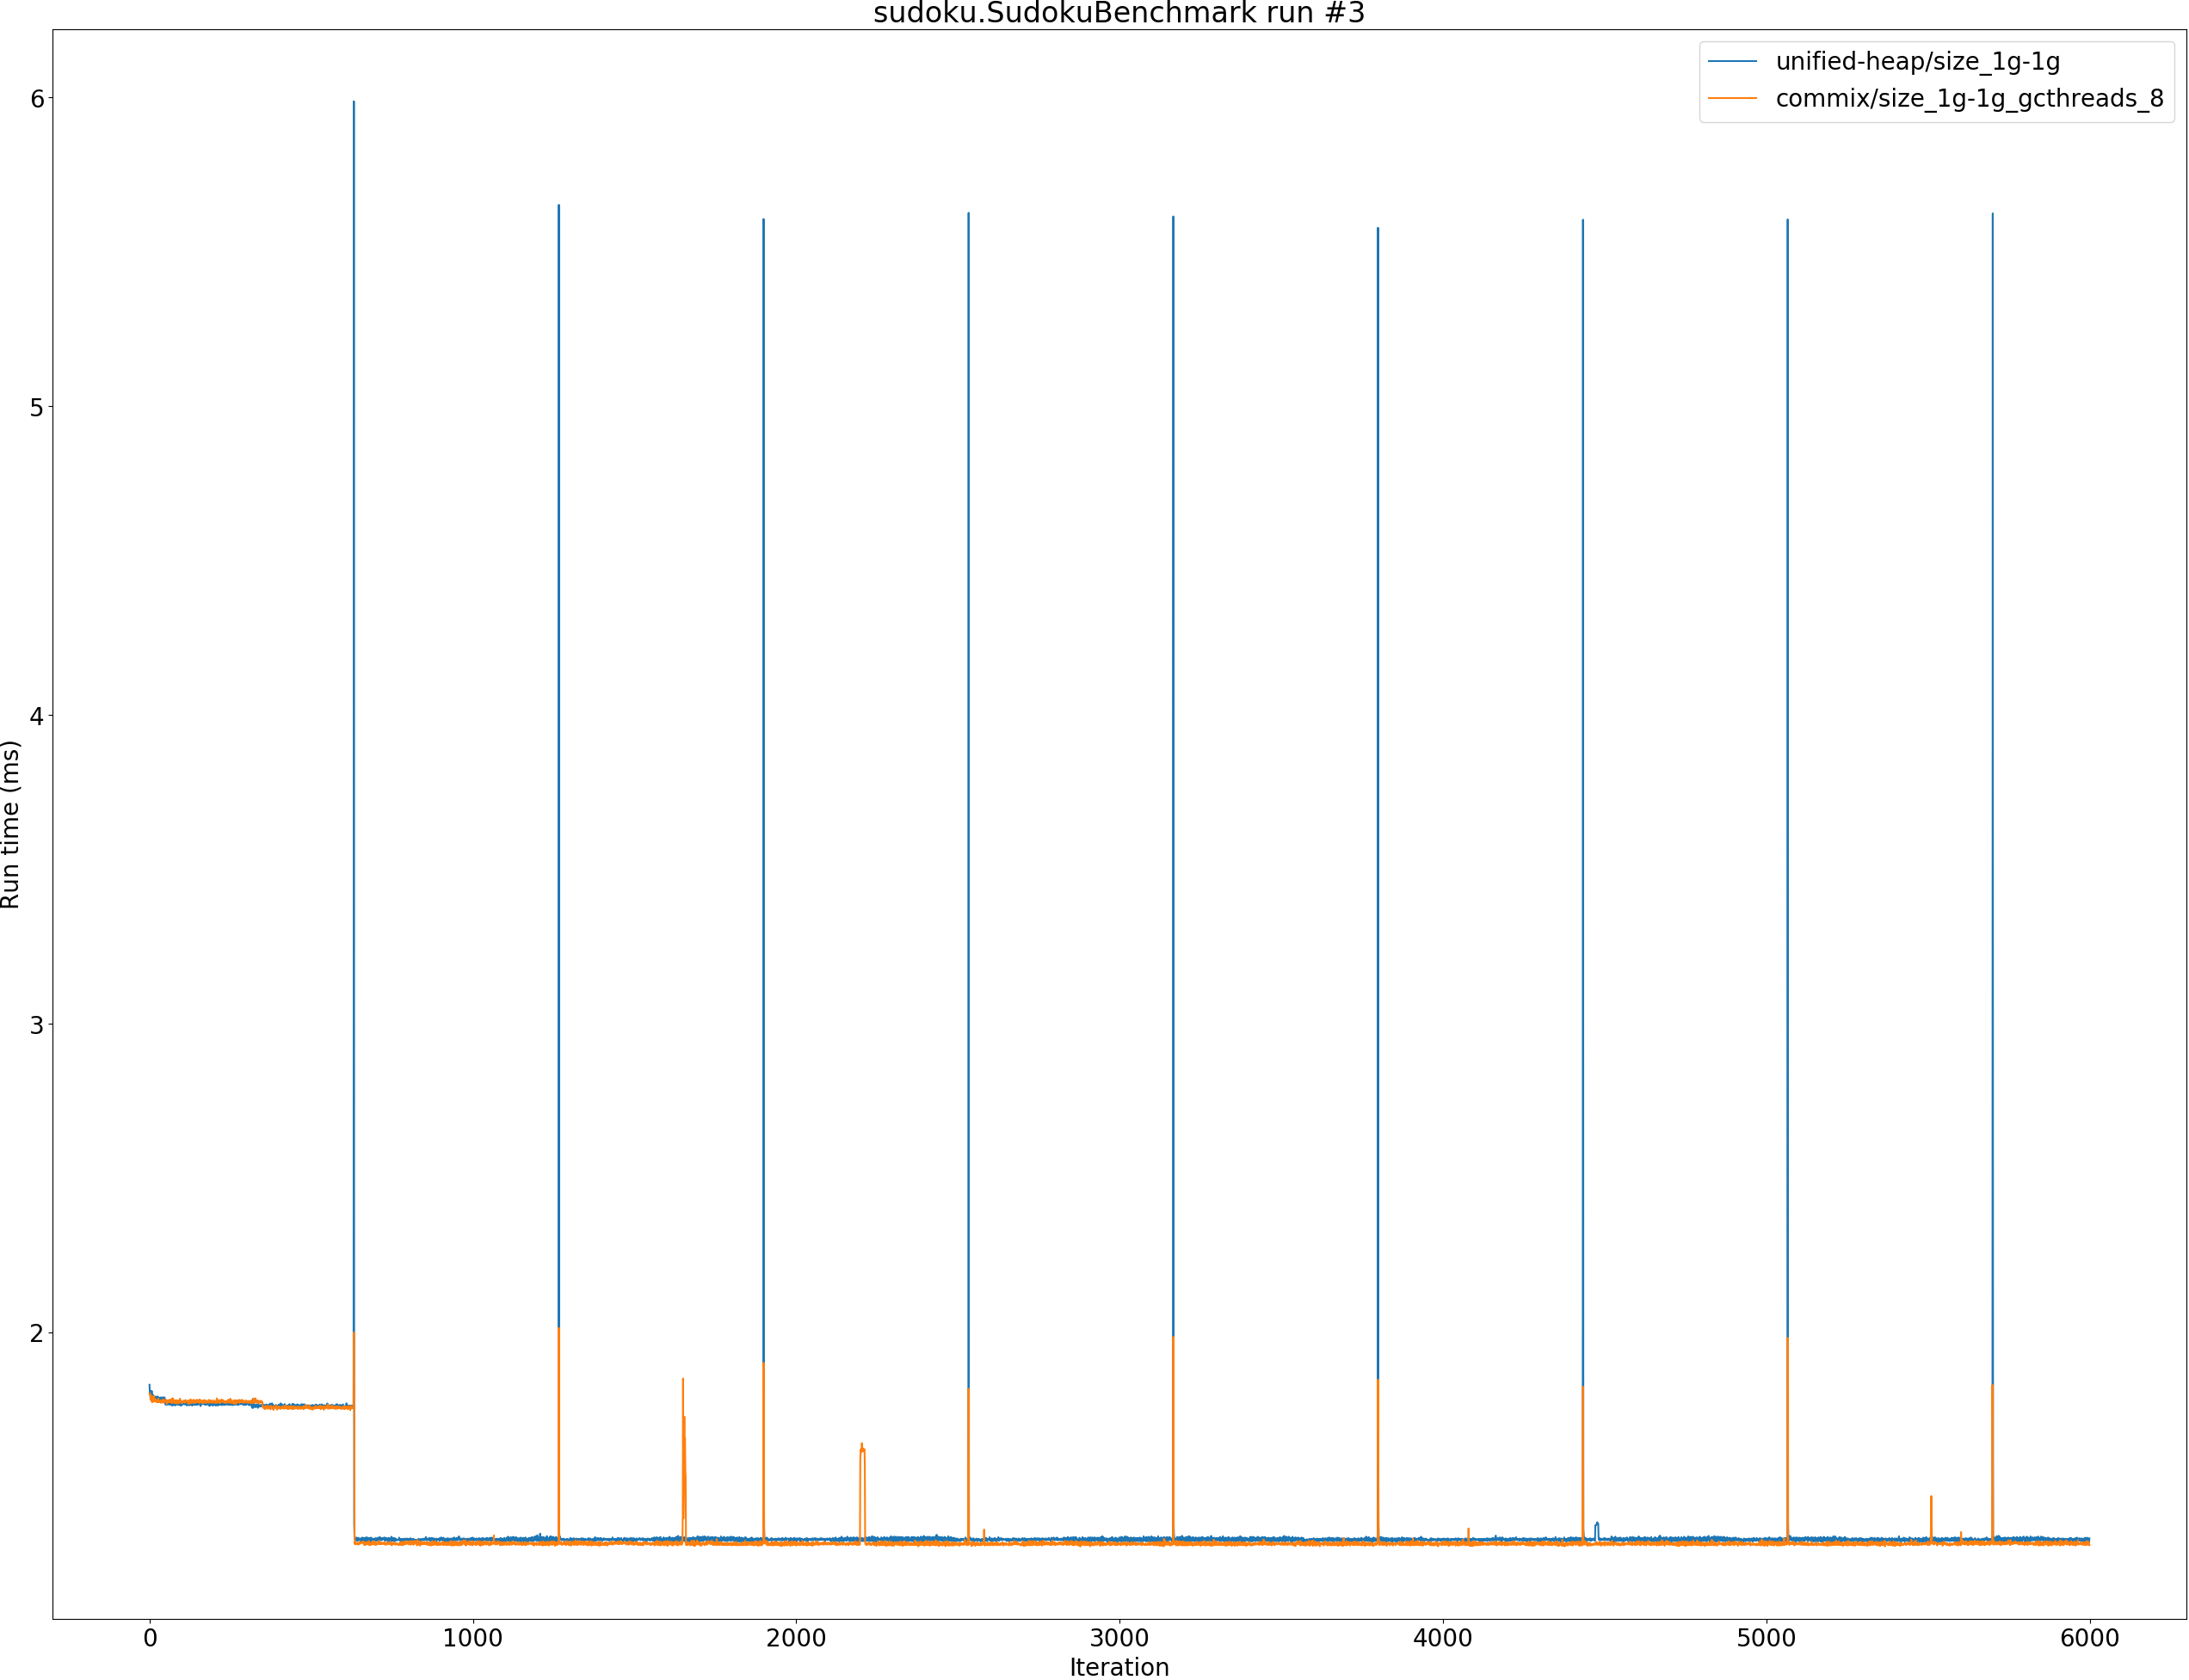 sudoku.SudokuBenchmark run #3
unified-heap/size_1g-1g
commix/size_1g-1g_gcthreads_8
6
5
4
3
2
Run time (ms)
0 1000 2000 3000 4000 5000 6000
Iteration